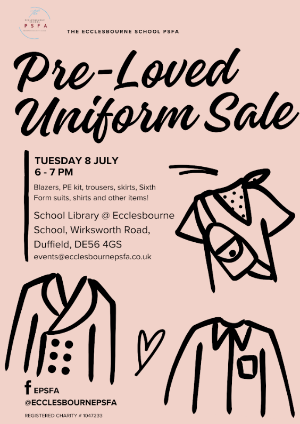 PSFA
THE ECCLESBOURNE SCHOOL PSFA
Pre-Loved
Uniform Sale
TUESDAY 8 JULY
6 - 7 PM
Blazers, PE kit, trousers, skirts, Sixth
Form suits, shirts and other items!
School Library @ Ecclesbourne
School, Wirksworth Road,
Duffield, DE56 4GS
events@ecclesbournepsfa.co.uk
f EPSFA
@ECCLESBOURNEPSFA
REGISTERED CHARITY #1047233